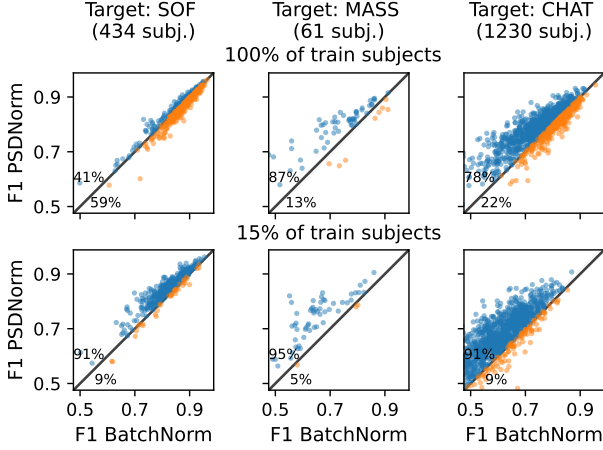 Target: SOF
(434 subj.)
Target: MASS
(61 subj.)
Target: CHAT
(1230 subj.)
100% of train subjects
F1 PSDNorm
0.9
0.7
0.5
41%
59%
87%
13%
78%
22%
15% of train subjects
F1 PSDNorm
0.9
0.7
0.5
91%
9%
95%
5%
91%
9%
0.5 0.7 0.9
0.5 0.7 0.9
0.5 0.7 0.9
F1 BatchNorm
F1 BatchNorm
F1 BatchNorm